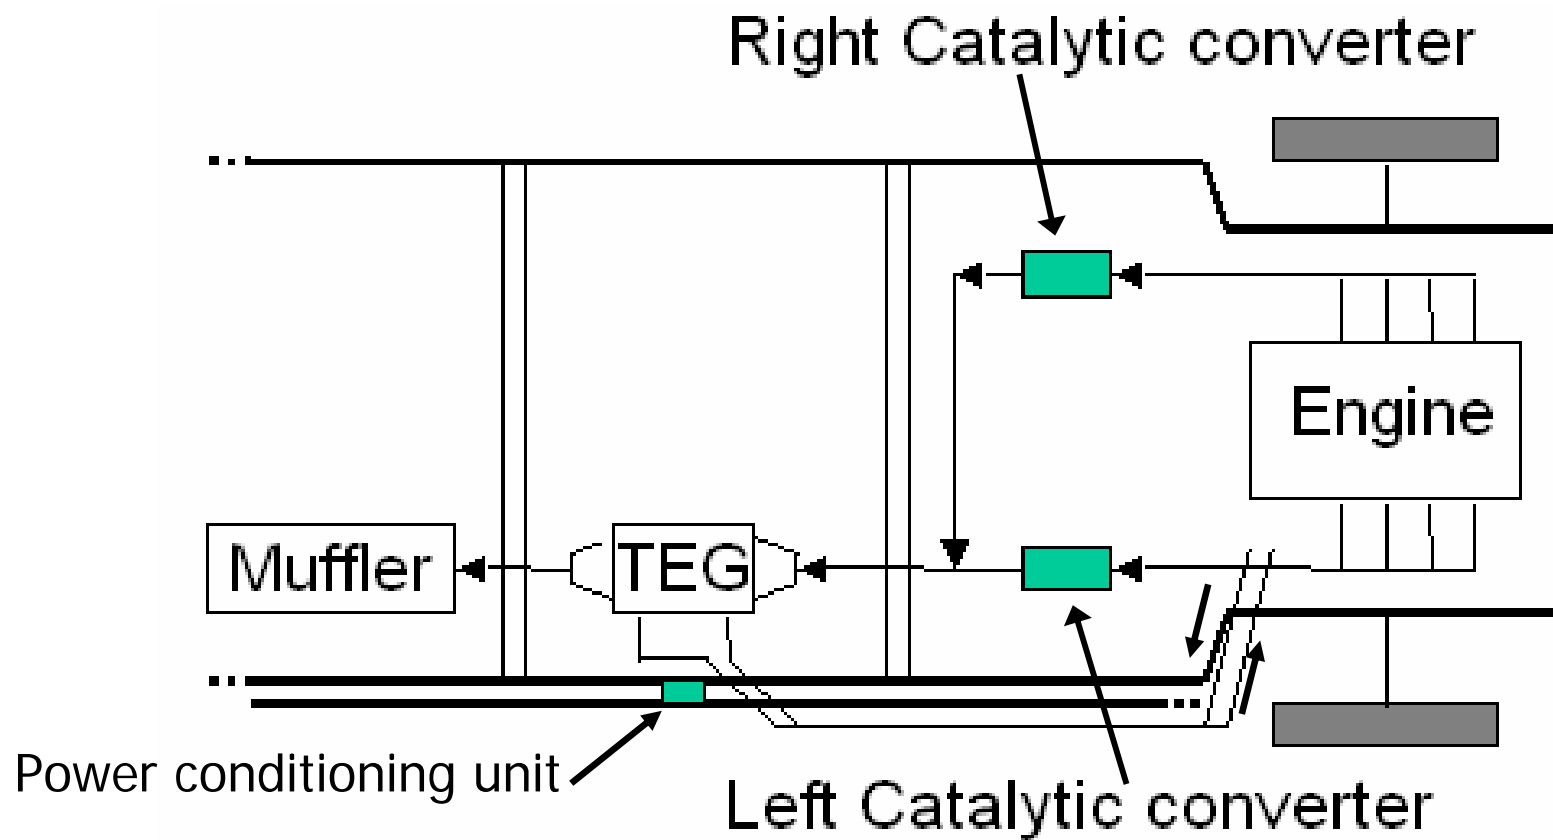 Right Catalytic converter
Engine
Muffler
TEG
Power conditioning unit
Left Catalytic converter